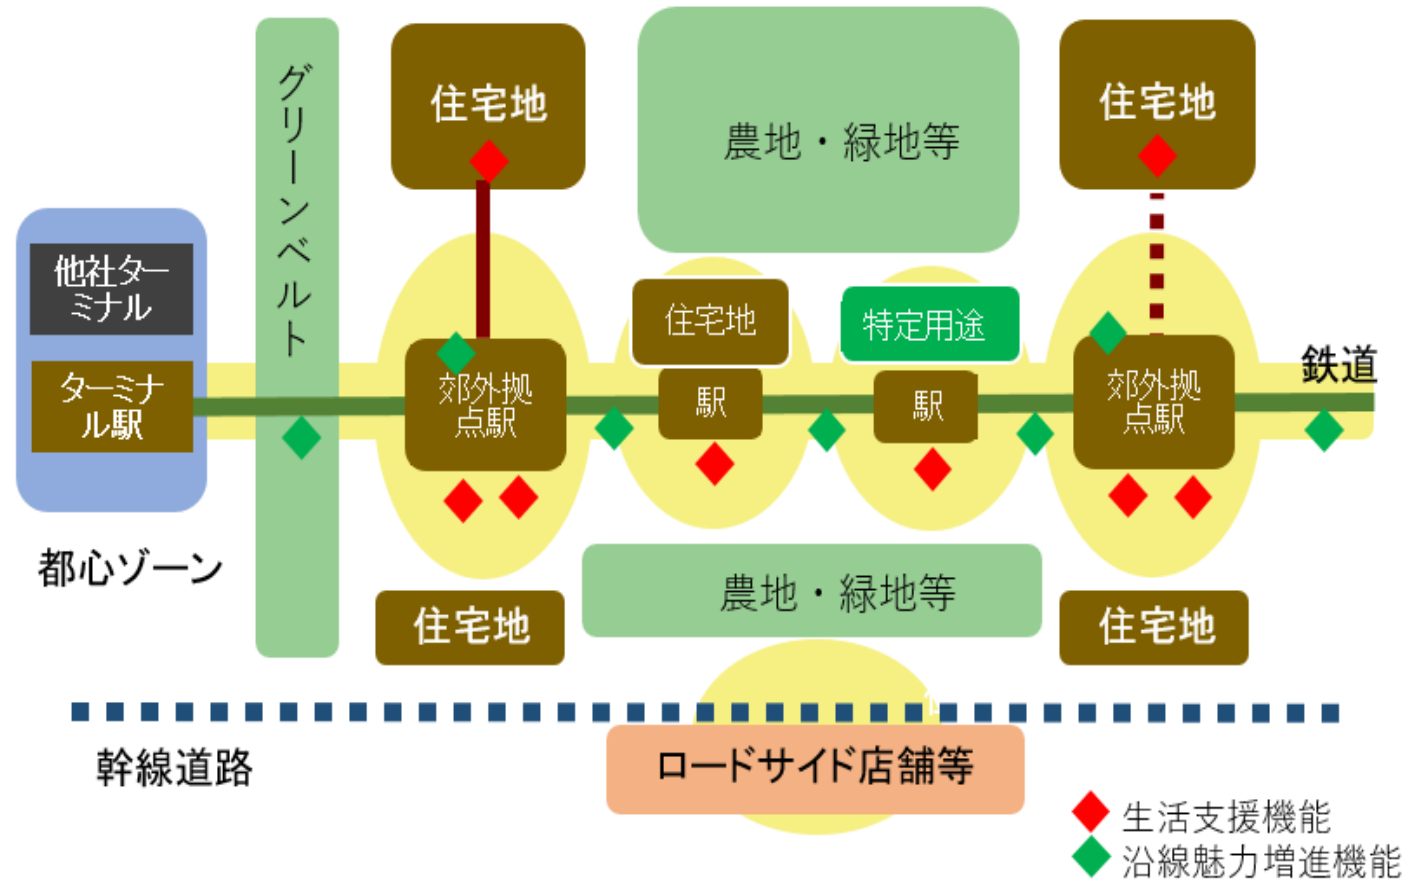 グリーンベルト
住宅地
農地・緑地等
住宅地
他社ター
ミナル
ターミナ
ル駅
都心ゾーン
郊外拠
点駅
住宅地
駅
特定用途
駅
郊外拠
点駅
鉄道
農地・緑地等
住宅地
住宅地
幹線道路
ロードサイド店舗等
生活支援機能
沿線魅力増進機能